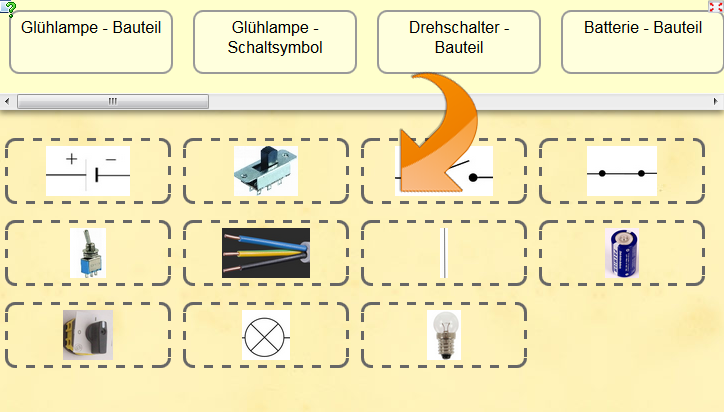 Glühlampe - Bauteil
Glühlampe -
Schaltsymbol
Drehschalter -
Bauteil
Batterie - Bauteil
+ −